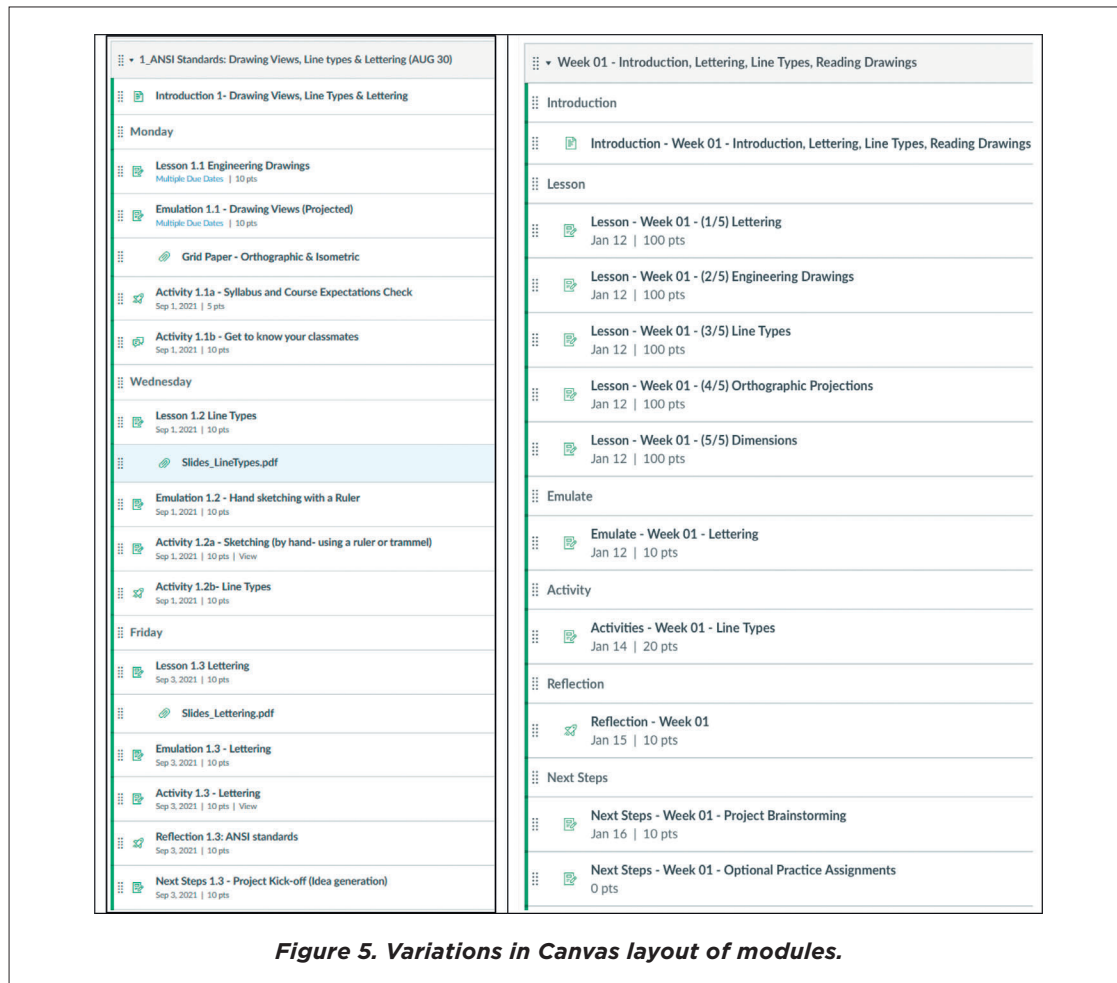 1_ANSI Standards: Drawing Views, Line types & Lettering (AUG 30)
Introduction 1- Drawing Views, Line Types & Lettering
Monday
Lesson 1.1 Engineering Drawings
Multiple Due Dates | 10 pts
Emulation 1.1 - Drawing Views (Projected)
Multiple Due Dates | 10 pts
Grid Paper - Orthographic & Isometric
Activity 1.1a - Syllabus and Course Expectations Check
Sep 1, 2021 | 5 pts
Activity 1.1b - Get to know your classmates
Sep 1, 2021 | 10 pts
Wednesday
Lesson 1.2 Line Types
Sep 1, 2021 | 10 pts
Slides_LineTypes.pdf
Emulation 1.2 - Hand sketching with a Ruler
Sep 1, 2021 | 10 pts
Activity 1.2a - Sketching (by hand- using a ruler or trammel)
Sep 1, 2021 | 10 pts | View
Activity 1.2b- Line Types
Sep 1, 2021 | 10 pts
Friday
Lesson 1.3 Lettering
Sep 3, 2021 | 10 pts
Slides_Lettering.pdf
Emulation 1.3 - Lettering
Sep 3, 2021 | 10 pts
Activity 1.3 - Lettering
Sep 3, 2021 | 10 pts | View
Reflection 1.3: ANSI standards
Sep 3, 2021 | 10 pts
Next Steps 1.3 - Project Kick-off (Idea generation)
Sep 3, 2021 | 10 pts
Week 01 - Introduction, Lettering, Line Types, Reading Drawings
Introduction
Introduction - Week 01 - Introduction, Lettering, Line Types, Reading Drawings
Lesson
Lesson - Week 01 - (1/5) Lettering
Jan 12 | 100 pts
Lesson - Week 01 - (2/5) Engineering Drawings
Jan 12 | 100 pts
Lesson - Week 01 - (3/5) Line Types
Jan 12 | 100 pts
Lesson - Week 01 - (4/5) Orthographic Projections
Jan 12 | 100 pts
Lesson - Week 01 - (5/5) Dimensions
Jan 12 | 100 pts
Emulate
Emulate - Week 01 - Lettering
Jan 12 | 10 pts
Activity
Activities - Week 01 - Line Types
Jan 14 | 20 pts
Reflection
Reflection - Week 01
Jan 15 | 10 pts
Next Steps
Next Steps - Week 01 - Project Brainstorming
Jan 16 | 10 pts
Next Steps - Week 01 - Optional Practice Assignments
0 pts
Figure 5. Variations in Canvas layout of modules.